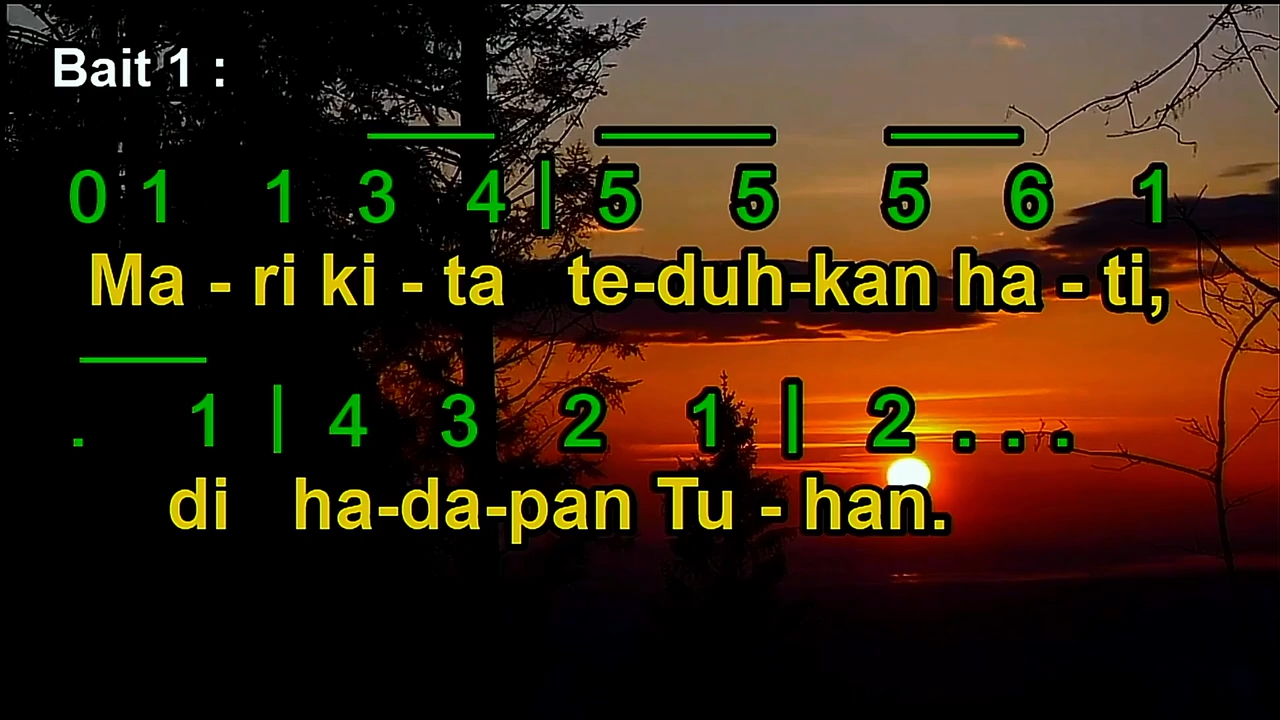 Bait 1 :
0 1 1 3 4 | 5 5 5 6 1
Ma - ri ki - ta te-duh-kan ha - ti,
. 1 | 4 3 2 1 | 2 . . .
di ha-da-pan Tu - han.